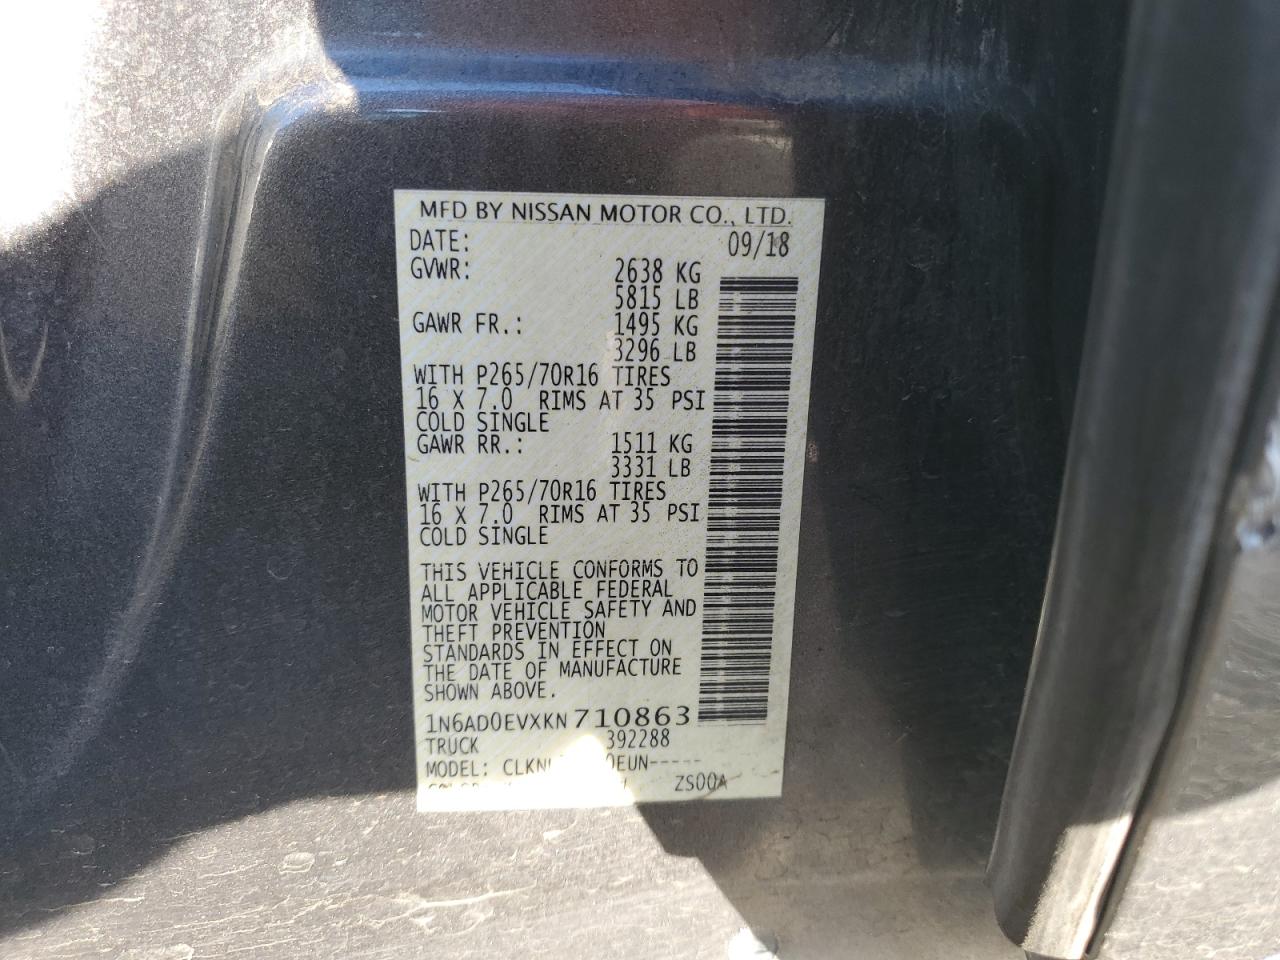 MFD BY NISSAN MOTOR CO., LTD.
DATE: 09/18
GVWR: 2638 KG
5815 LB
GAWR FR.: 1495 KG
3296 LB
WITH P265/70R16 TIRES
16 X 7.0 RIMS AT 35 PSI
COLD SINGLE
GAWR RR.: 1511 KG
3331 LB
WITH P265/70R16 TIRES
16 X 7.0 RIMS AT 35 PSI
COLD SINGLE
THIS VEHICLE CONFORMS TO
ALL APPLICABLE FEDERAL
MOTOR VEHICLE SAFETY AND
THEFT PREVENTION
STANDARDS IN EFFECT ON
THE DATE OF MANUFACTURE
SHOWN ABOVE.
1N6AD0EVXKN710863
TRUCK 392288
MODEL:
ZS00A